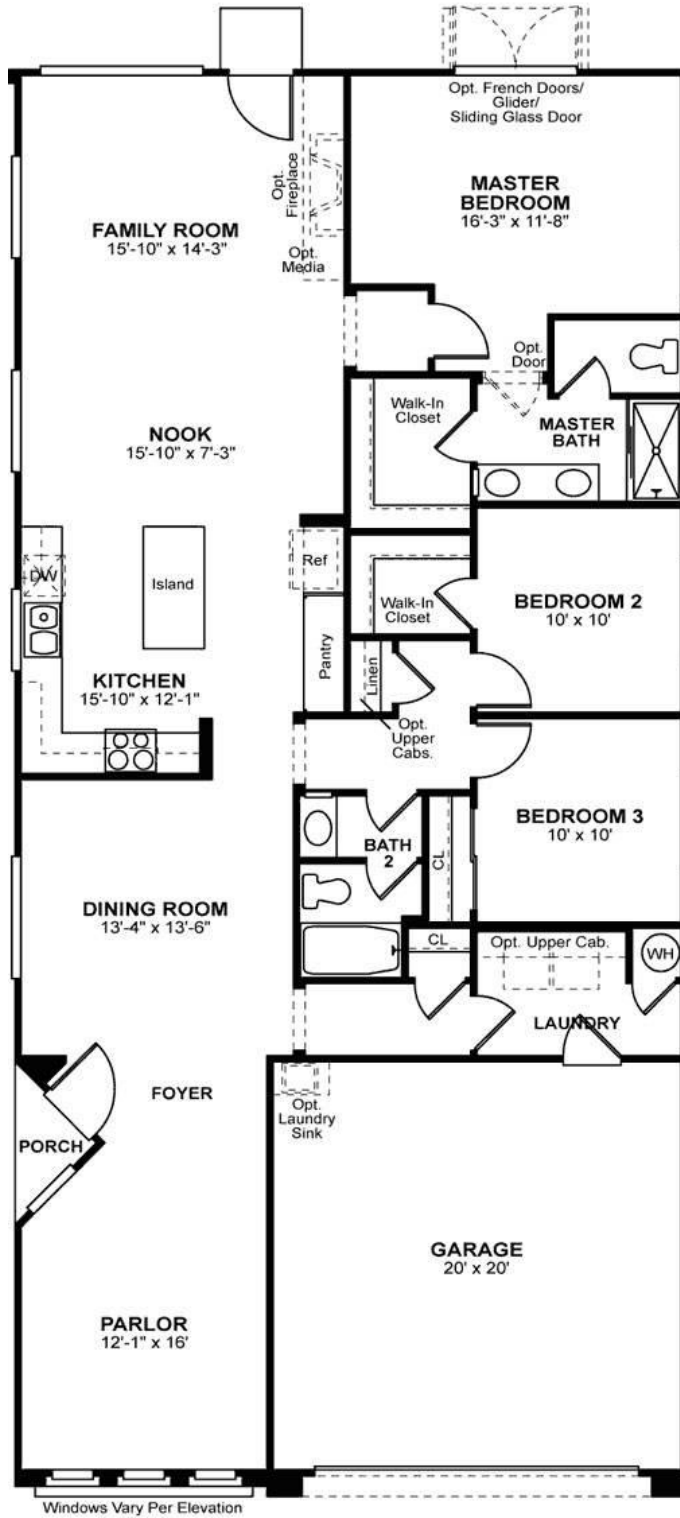 Opt. French Doors/
Glider/
Sliding Glass Door
Opt.
Fireplace
MASTER
BEDROOM
16'-3" x 11'-8"
FAMILY ROOM
15'-10" x 14'-3"
Opt.
Media
Opt.
Door
Walk-In
Closet
MASTER
BATH
NOOK
15'-10" x 7'-3"
DW
Island
Ref
Walk-In
Closet
BEDROOM 2
10' x 10'
Pantry
Linen
KITCHEN
15'-10" x 12'-1"
Opt.
Upper
Cabs.
BEDROOM 3
10' x 10'
BATH
2
CL
DINING ROOM
13'-4" x 13'-6"
CL
Opt. Upper Cab.
WH
LAUNDRY
FOYER
Opt.
Laundry
Sink
PORCH
GARAGE
20' x 20'
PARLOR
12'-1" x 16'
Windows Vary Per Elevation